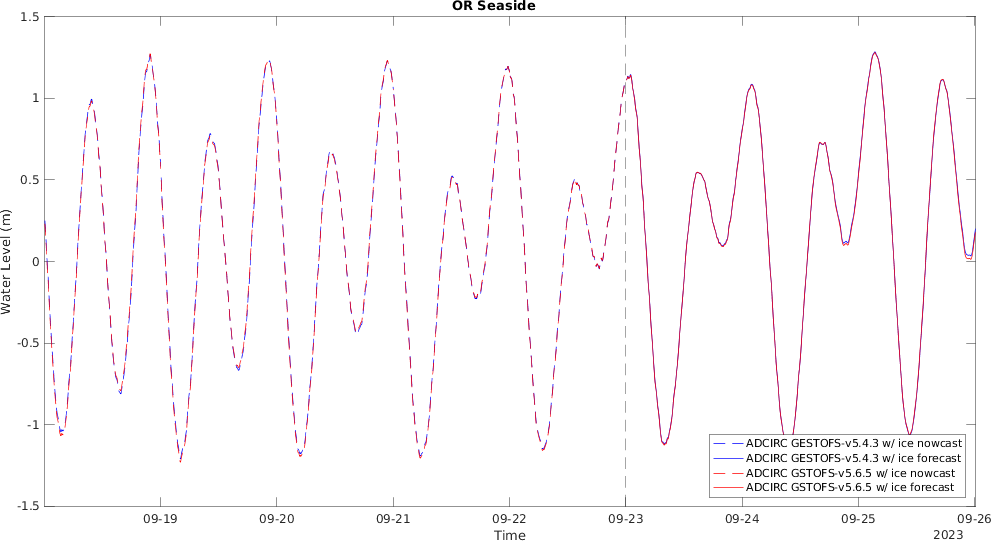 OR Seaside
1.5
1
0.5
0
-0.5
-1
-1.5
Water Level (m)
09-19 09-20 09-21 09-22 09-23 09-24 09-25 09-26
Time
2023
ADCIRC GESTOFS-v5.4.3 w/ ice nowcast
ADCIRC GESTOFS-v5.4.3 w/ ice forecast
ADCIRC GSTOFS-v5.6.5 w/ ice nowcast
ADCIRC GSTOFS-v5.6.5 w/ ice forecast